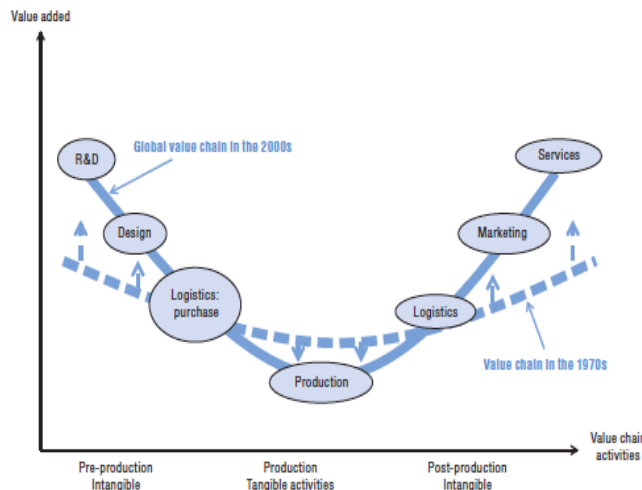 Value added
Global value chain in the 2000s
R&D
Services
Design
Marketing
Logistics:
purchase
Logistics
Value chain in the 1970s
Production
Value chain
activities
Pre-production
Intangible
Production
Tangible activities
Post-production
Intangible